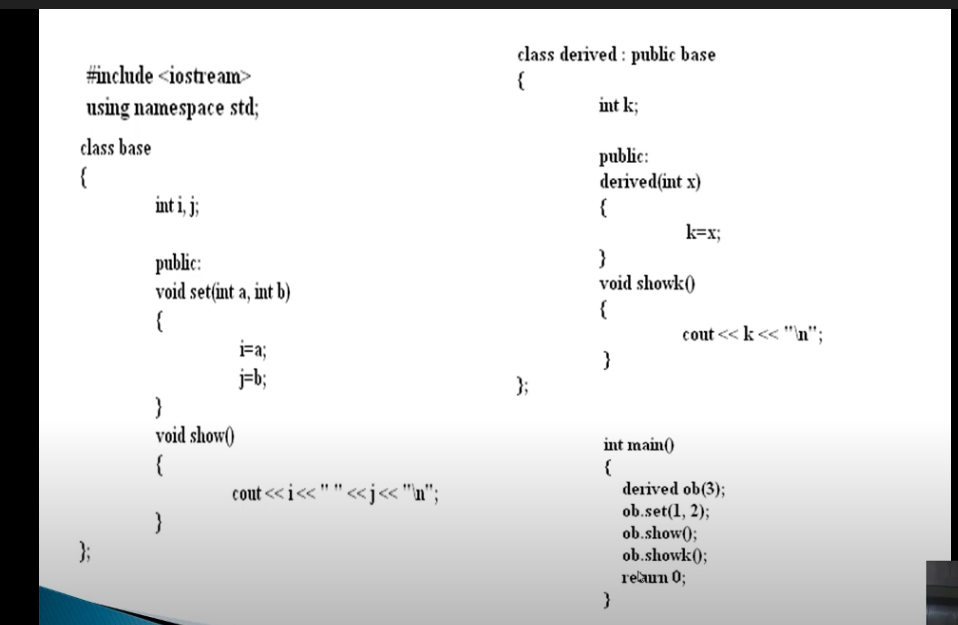 #include <iostream>
using namespace std;
class base
{
int i, j;
public:
void set(int a, int b)
{
i=a;
j=b;
}
void show()
{
cout << i << " " << j << "\n";
}
};
class derived : public base
{
int k;
public:
derived(int x)
{
k=x;
}
void showk()
{
cout << k << "\n";
}
};
int main()
{
derived ob(3);
ob.set(1, 2);
ob.show();
ob.showk();
return 0;
}